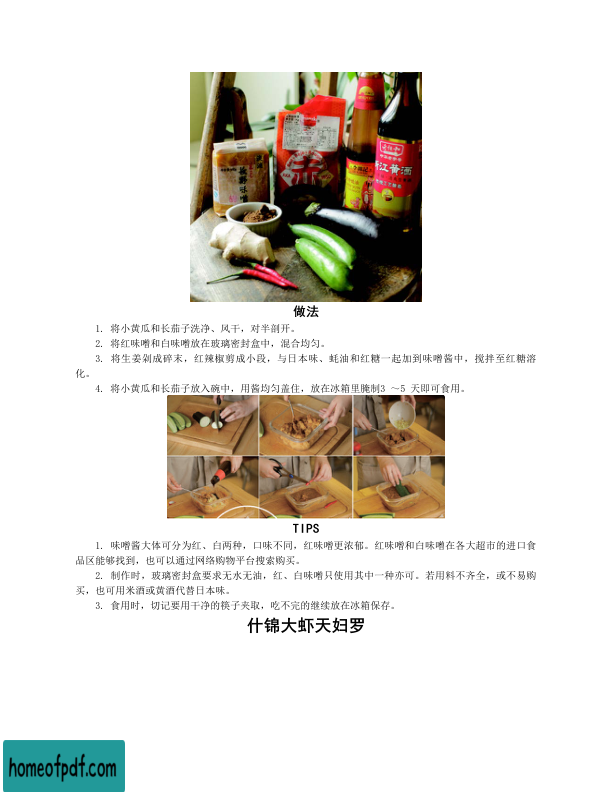 做法
1. 将小黄瓜和长茄子洗净、风干，对半剖开。
2. 将红味噌和白味噌放在玻璃密封盒中，混合均匀。
3. 将生姜剁成碎末，红辣椒剪成小段，与日本味、蚝油和红糖一起加到味噌酱中，搅拌至红糖溶
化。
4. 将小黄瓜和长茄子放入碗中，用酱均匀盖住，放在冰箱里腌制3 ～5 天即可食用。
TIPS
1. 味噌酱大体可分为红、白两种，口味不同，红味噌更浓郁。红味噌和白味噌在各大超市的进口食
品区能够找到，也可以通过网络购物平台搜索购买。
2. 制作时，玻璃密封盒要求无水无油，红、白味噌只使用其中一种亦可。若用料不齐全，或不易购
买，也可用米酒或黄酒代替日本味。
3. 食用时，切记要用干净的筷子夹取，吃不完的继续放在冰箱保存。
什锦大虾天妇罗
homeofpdf.com